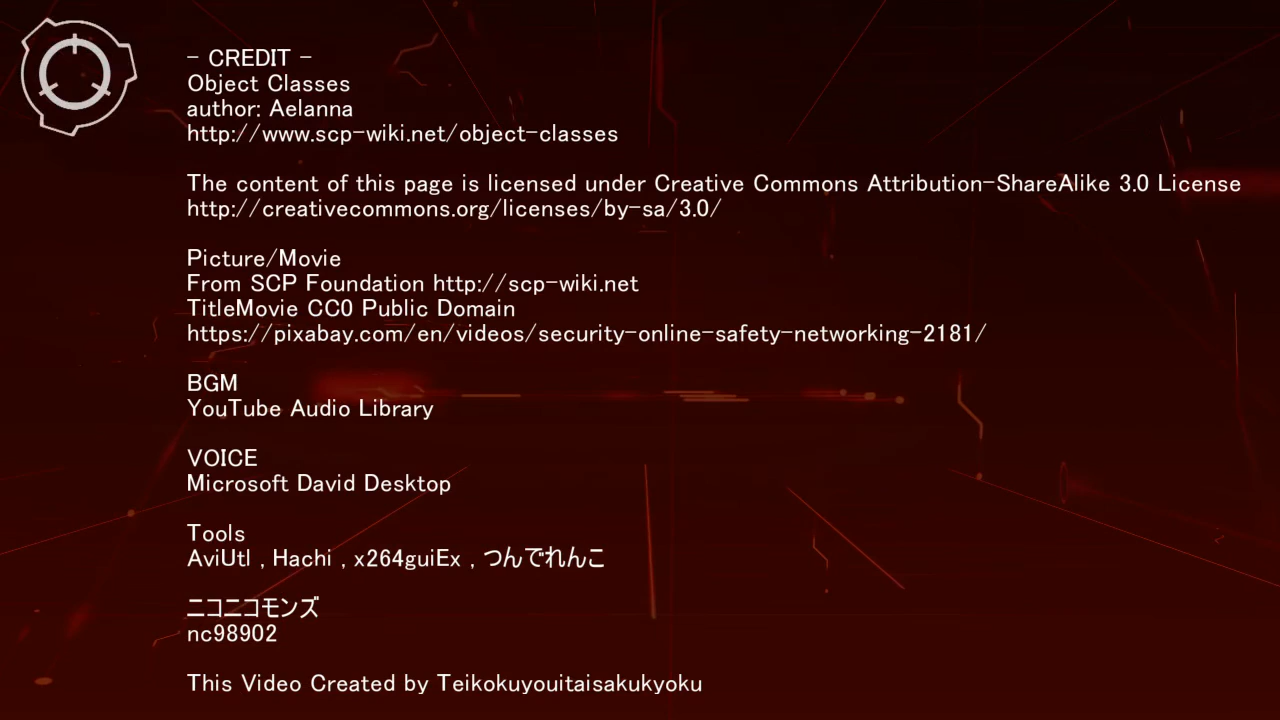 - CREDIT -
Object Classes
author: Aelanna
http://www.scp-wiki.net/object-classes
The content of this page is licensed under Creative Commons Attribution-ShareAlike 3.0 License
http://creativecommons.org/licenses/by-sa/3.0/
Picture/Movie
From SCP Foundation http://scp-wiki.net
TitleMovie CC0 Public Domain
https://pixabay.com/en/videos/security-online-safety-networking-2181/
BGM
YouTube Audio Library
VOICE
Microsoft David Desktop
Tools
AviUtl , Hachi , x264guiEx , つんでれんこ
ニコニコモンズ
nc98902
This Video Created by Teikokuyouitaisakukyoku